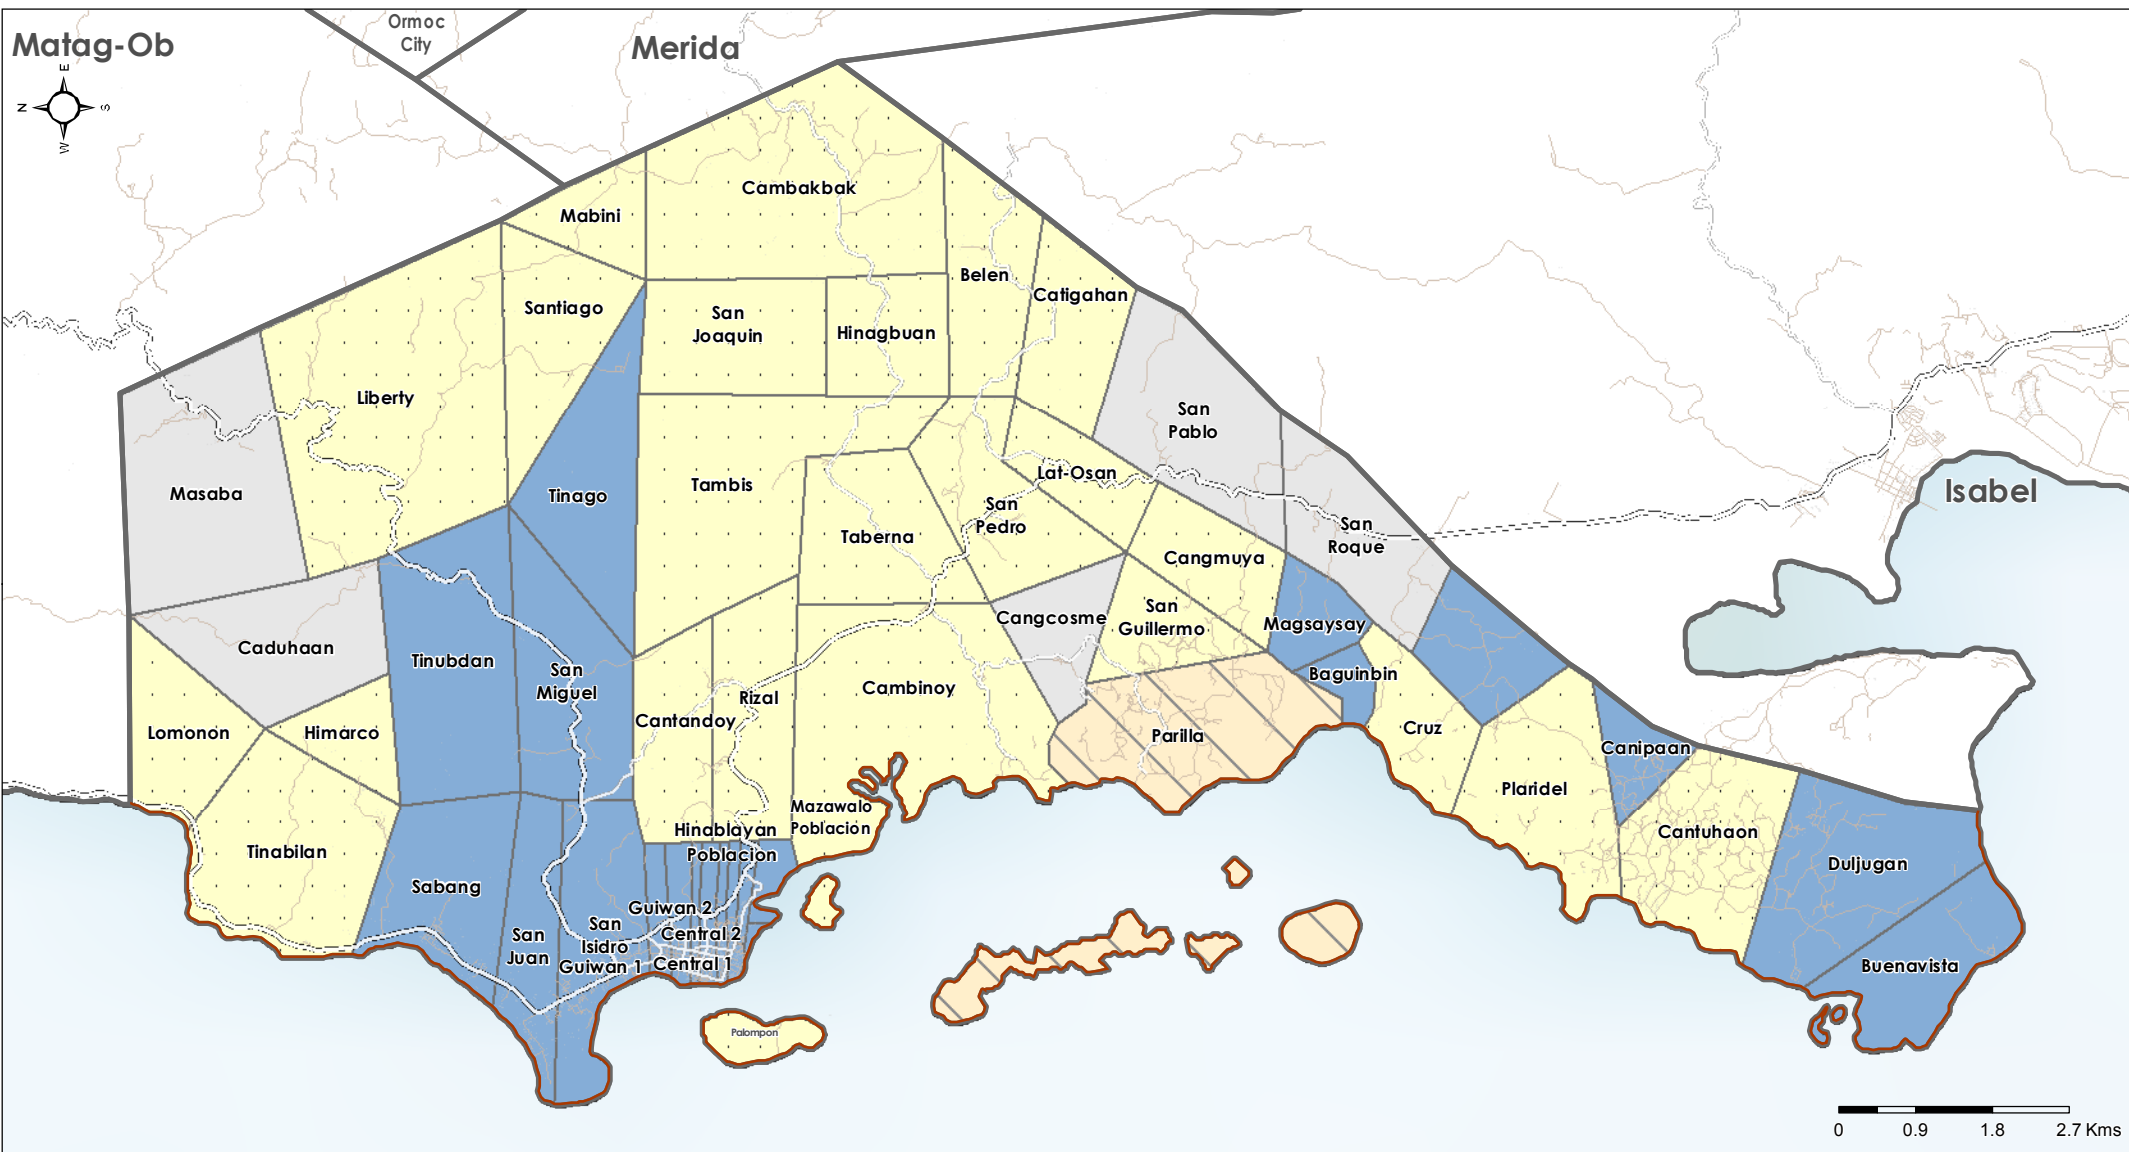 Ormoc
City
Matag-Ob
Merida
E
N
S
W
Cambakbak
Mabini
Belen
Catigahan
Santiago
San
Joaquin
Hinagbuan
Liberty
San
Pablo
Masaba
Tinago
Tambis
Lat-Osan
Isabel
San
Pedro
Taberna
San
Roque
Cangmuya
Cangcosme
San
Guillermo
Magsaysay
Caduhaan
Tinubdan
San
Miguel
Baguinbin
Cambinoy
Rizal
Cantandoy
Lomonon
Himarco
Parilla
Cruz
Canipaan
Plaridel
Mazawalo
Poblacion
Hinablayan
Poblacion
Cantuhaon
Tinabilan
Duljugan
Sabang
Guiwan 2
San
Isidro
Central 2
San
Juan
Guiwan 1
Central 1
Buenavista
Palompon
0 0.9 1.8 2.7 Kms